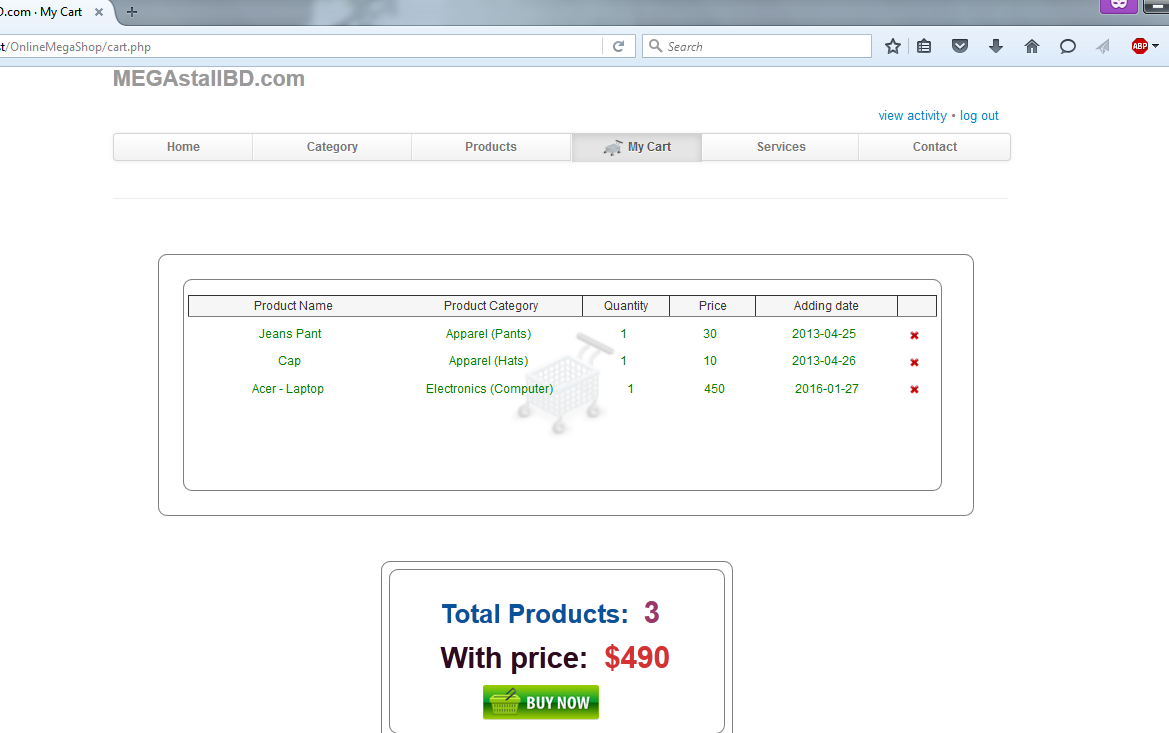 D.com · My Cart
t/OnlineMegaShop/cart.php
Search
ABP
MEGAstallBD.com
view activity • log out
Home Category Products My Cart Services Contact
Product Name Product Category Quantity Price Adding date
Jeans Pant Apparel (Pants) 1 30 2013-04-25
Cap Apparel (Hats) 1 10 2013-04-26
Acer - Laptop Electronics (Computer) 1 450 2016-01-27
Total Products: 3
With price: $490
BUY NOW